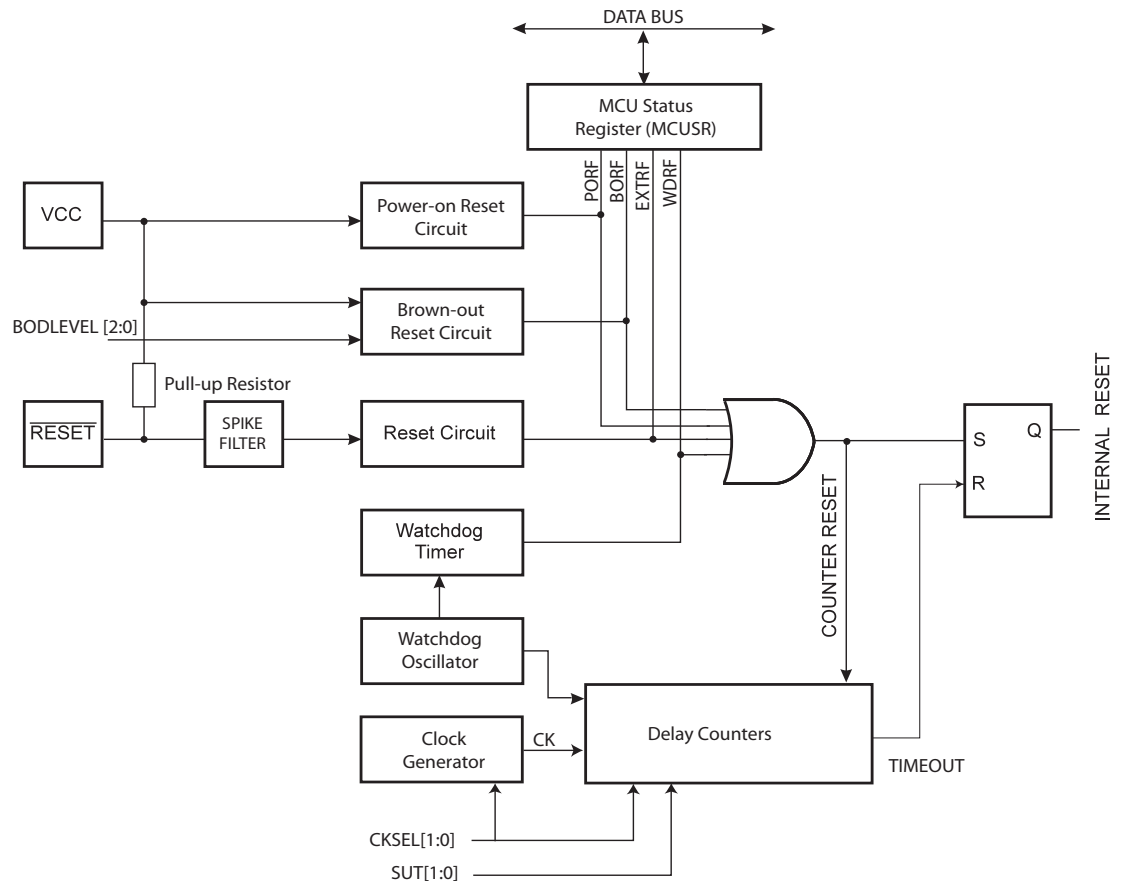 DATA BUS
MCU Status
Register (MCUSR)
PORF
BORF
EXTRF
WDRF
VCC
Power-on Reset
Circuit
BODLEVEL [2:0]
Brown-out
Reset Circuit
Pull-up Resistor
RESET
SPIKE
FILTER
Reset Circuit
S
Q
R
INTERNAL RESET
COUNTER RESET
Watchdog
Timer
Watchdog
Oscillator
Clock
Generator
CK
Delay Counters
TIMEOUT
CKSEL[1:0]
SUT[1:0]